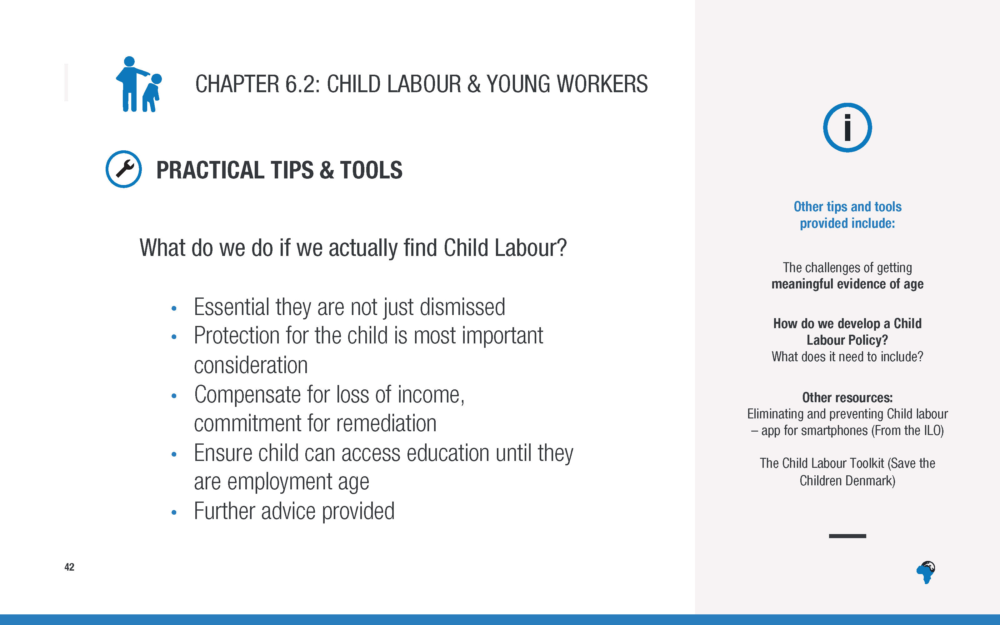 CHAPTER 6.2: CHILD LABOUR & YOUNG WORKERS
PRACTICAL TIPS & TOOLS
What do we do if we actually find Child Labour?
• Essential they are not just dismissed
• Protection for the child is most important
consideration
• Compensate for loss of income,
commitment for remediation
• Ensure child can access education until they
are employment age
• Further advice provided
42
i
Other tips and tools
provided include:
The challenges of getting
meaningful evidence of age
How do we develop a Child
Labour Policy?
What does it need to include?
Other resources:
Eliminating and preventing Child labour
– app for smartphones (From the ILO)
The Child Labour Toolkit (Save the
Children Denmark)